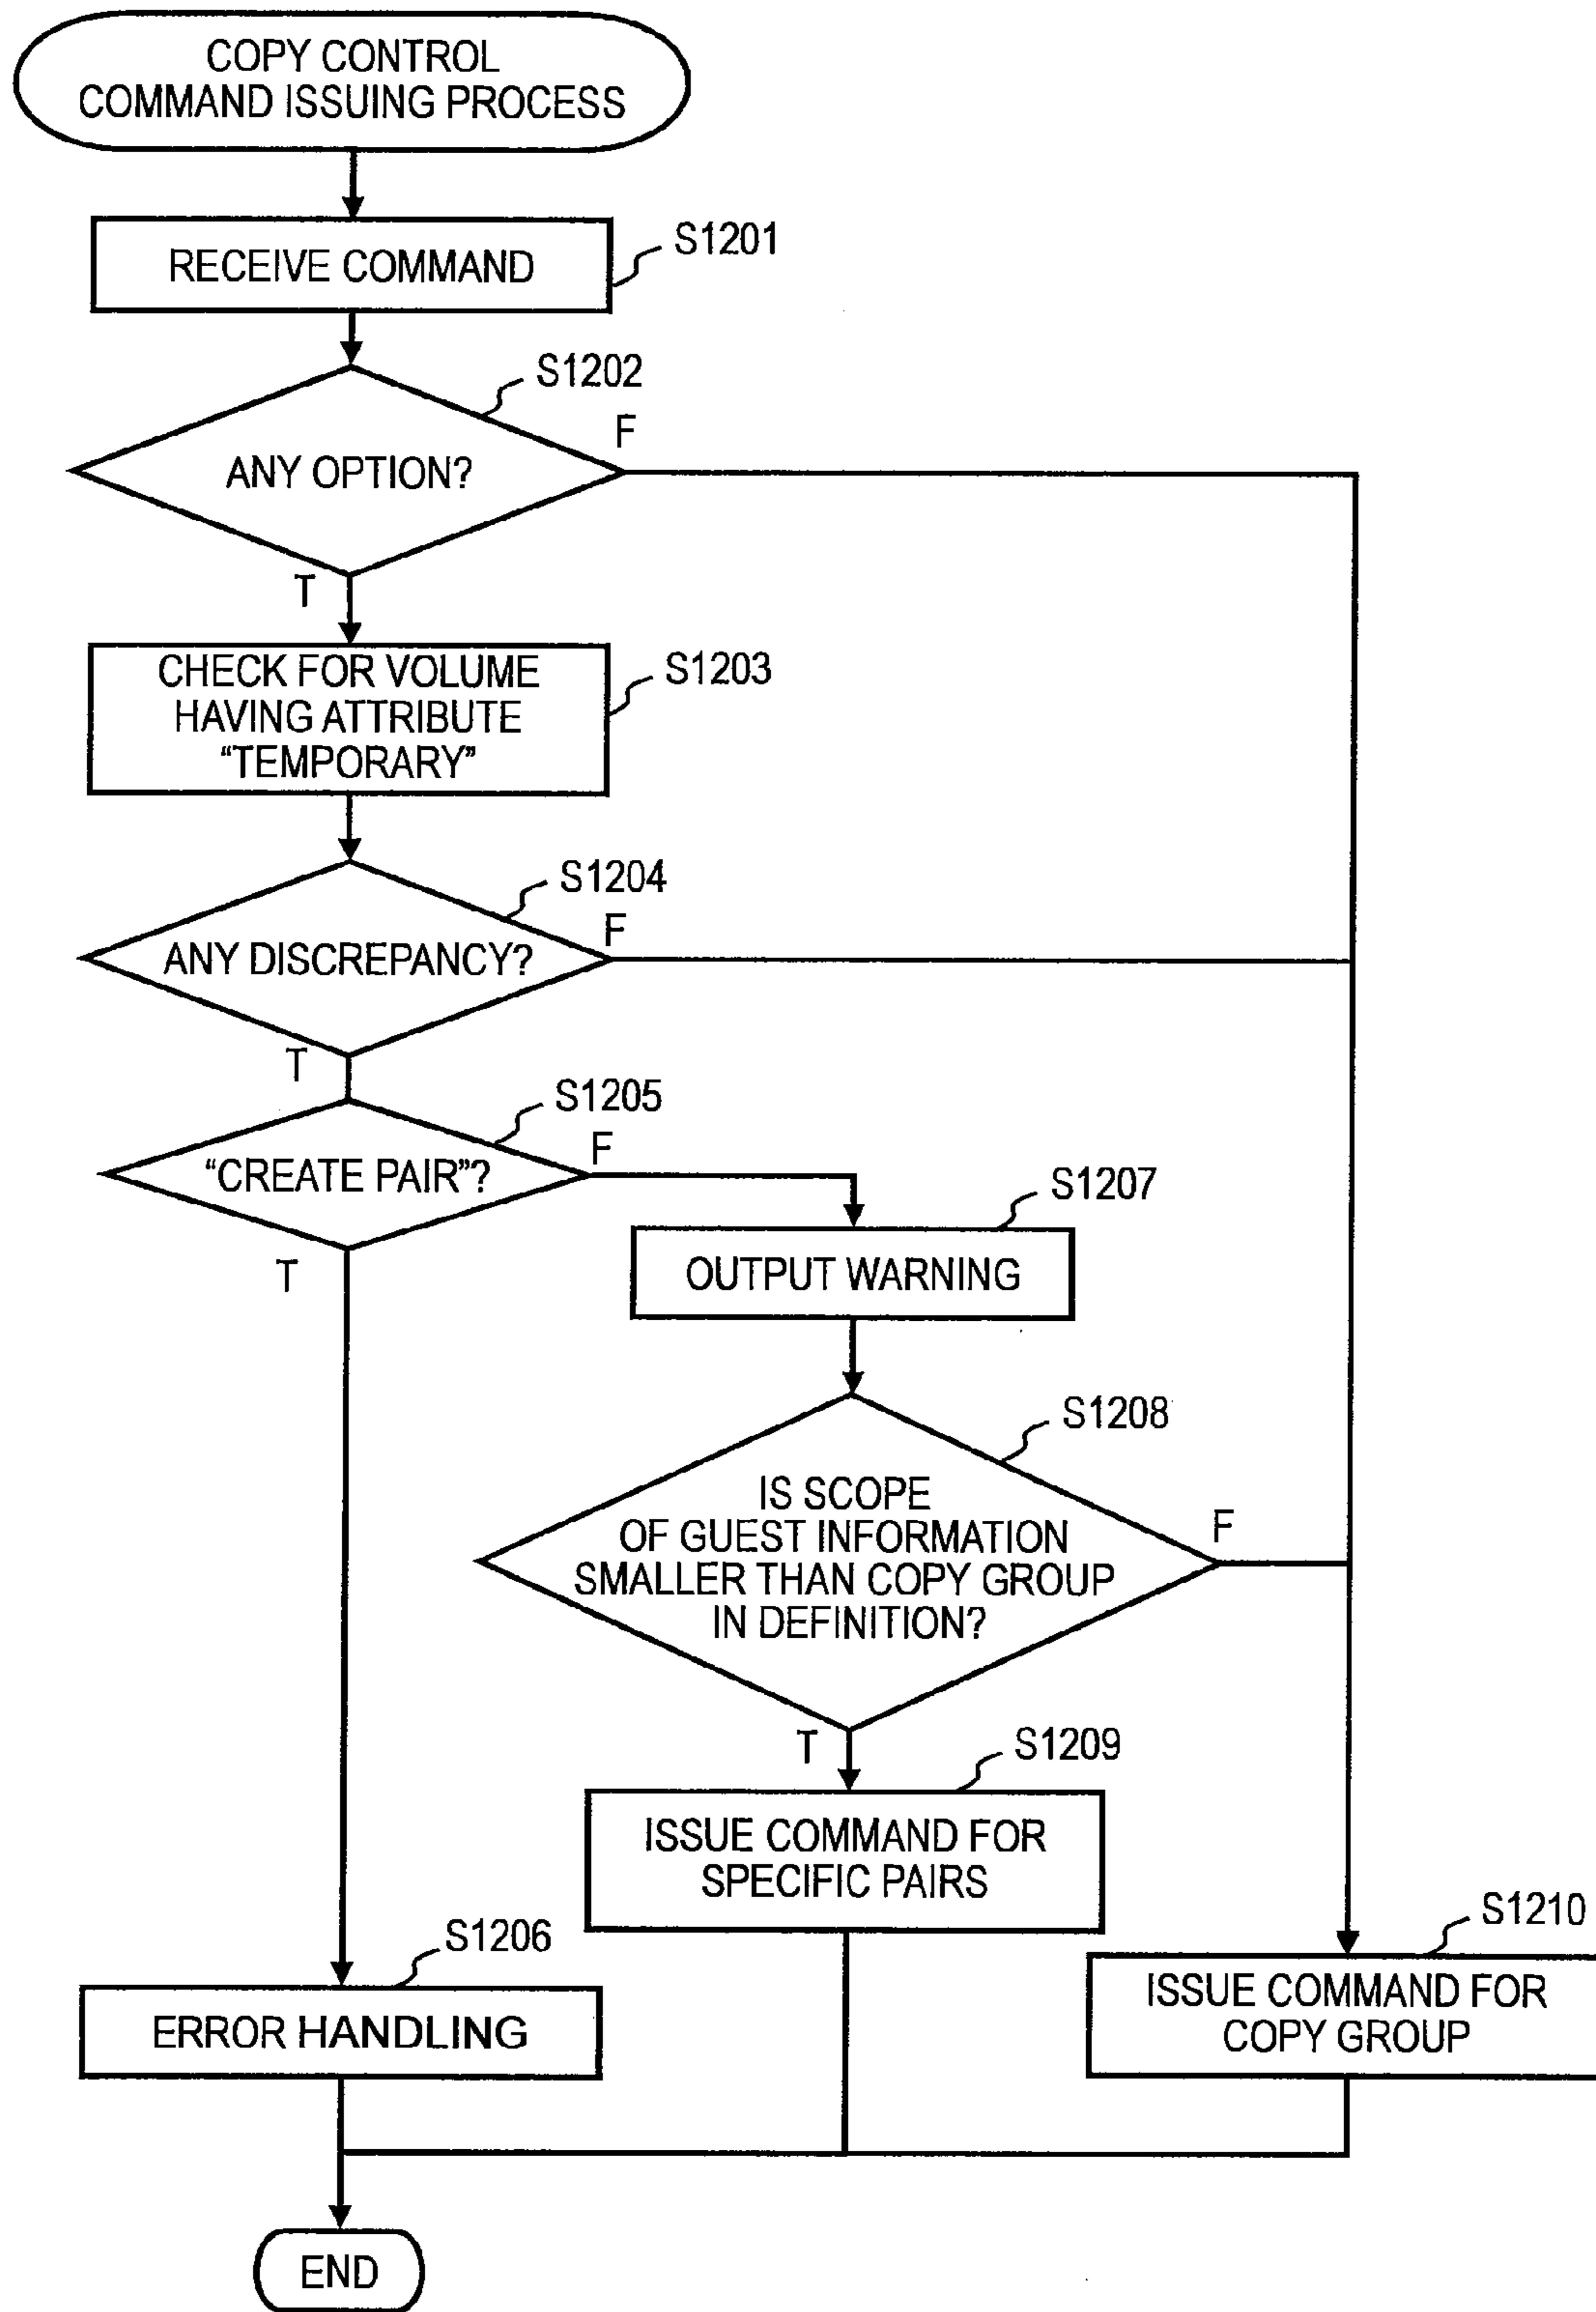 COPY CONTROL
COMMAND ISSUING PROCESS
RECEIVE COMMAND
S1201
S1202
F
ANY OPTION?
T
CHECK FOR VOLUME
HAVING ATTRIBUTE
“TEMPORARY”
S1203
S1204
F
ANY DISCREPANCY?
T
S1205
F
“CREATE PAIR”?
T
S1207
OUTPUT WARNING
S1208
IS SCOPE
OF GUEST INFORMATION
SMALLER THAN COPY GROUP
IN DEFINITION?
F
T
S1209
ISSUE COMMAND FOR
SPECIFIC PAIRS
S1206
ERROR HANDLING
S1210
ISSUE COMMAND FOR
COPY GROUP
END